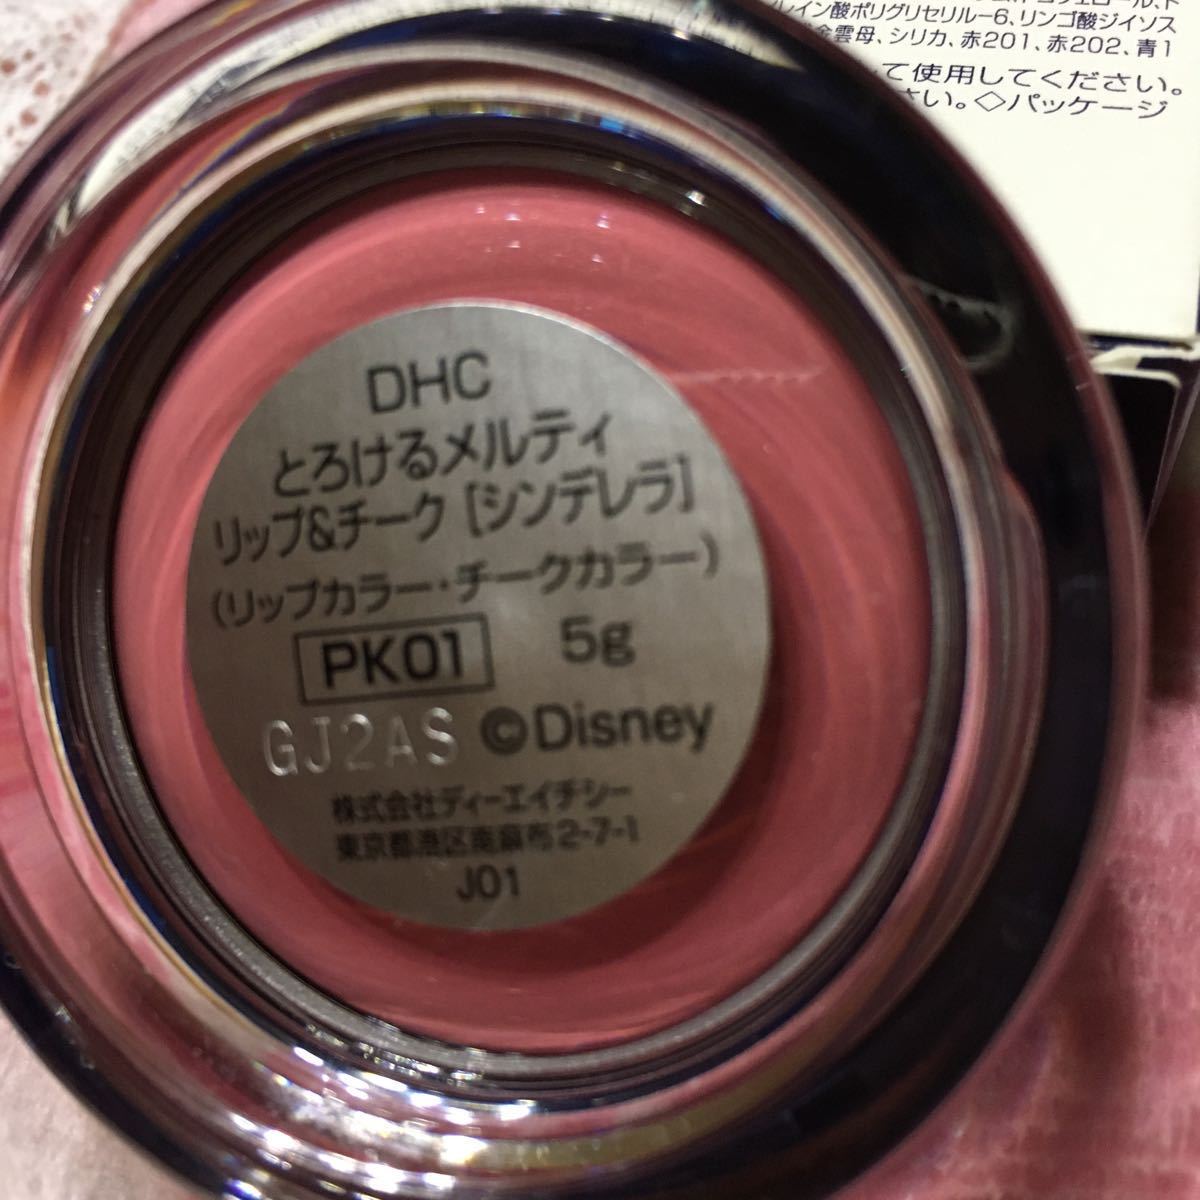 レイン酸ポリグリセリル-6、リンゴ酸ジイソス
金雲母、シリカ、赤201、赤202、青1
て使用してください。
さい。◇パッケージ
DHC
とろけるメルティ
リップ&チーク [シンデレラ]
(リップカラー・チークカラー)
PK01 5g
GJ2AS ©Disney
株式会社ディーエイチシー
東京都港区南麻布2-7-1
J01